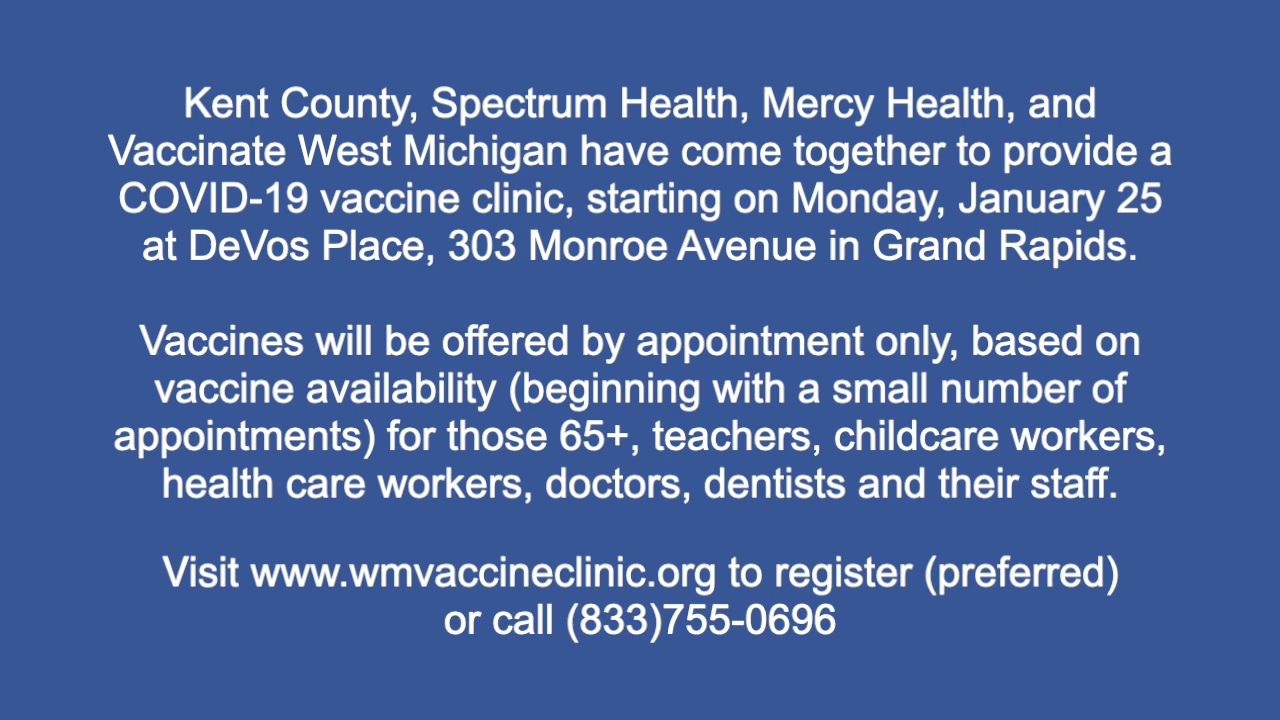 Kent County, Spectrum Health, Mercy Health, and
Vaccinate West Michigan have come together to provide a
COVID-19 vaccine clinic, starting on Monday, January 25
at DeVos Place, 303 Monroe Avenue in Grand Rapids.
Vaccines will be offered by appointment only, based on
vaccine availability (beginning with a small number of
appointments) for those 65+, teachers, childcare workers,
health care workers, doctors, dentists and their staff.
Visit www.wmvaccineclinic.org to register (preferred)
or call (833)755-0696